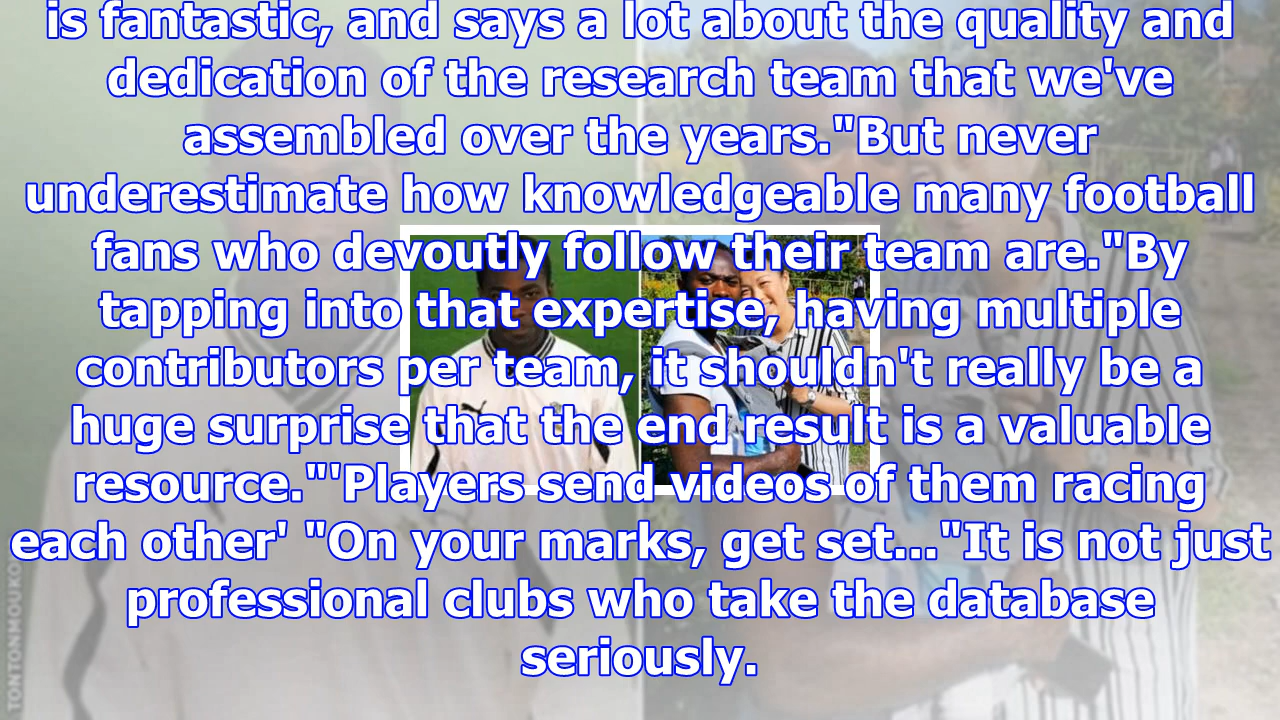 is fantastic, and says a lot about the quality and
dedication of the research team that we've
assembled over the years."But never
underestimate how knowledgeable many football
fans who devoutly follow their team are."By
tapping into that expertise, having multiple
contributors per team, it shouldn't really be a
huge surprise that the end result is a valuable
resource."'Players send videos of them racing
each other' "On your marks, get set..."It is not just
professional clubs who take the database
seriously.
TONTONMOUKO